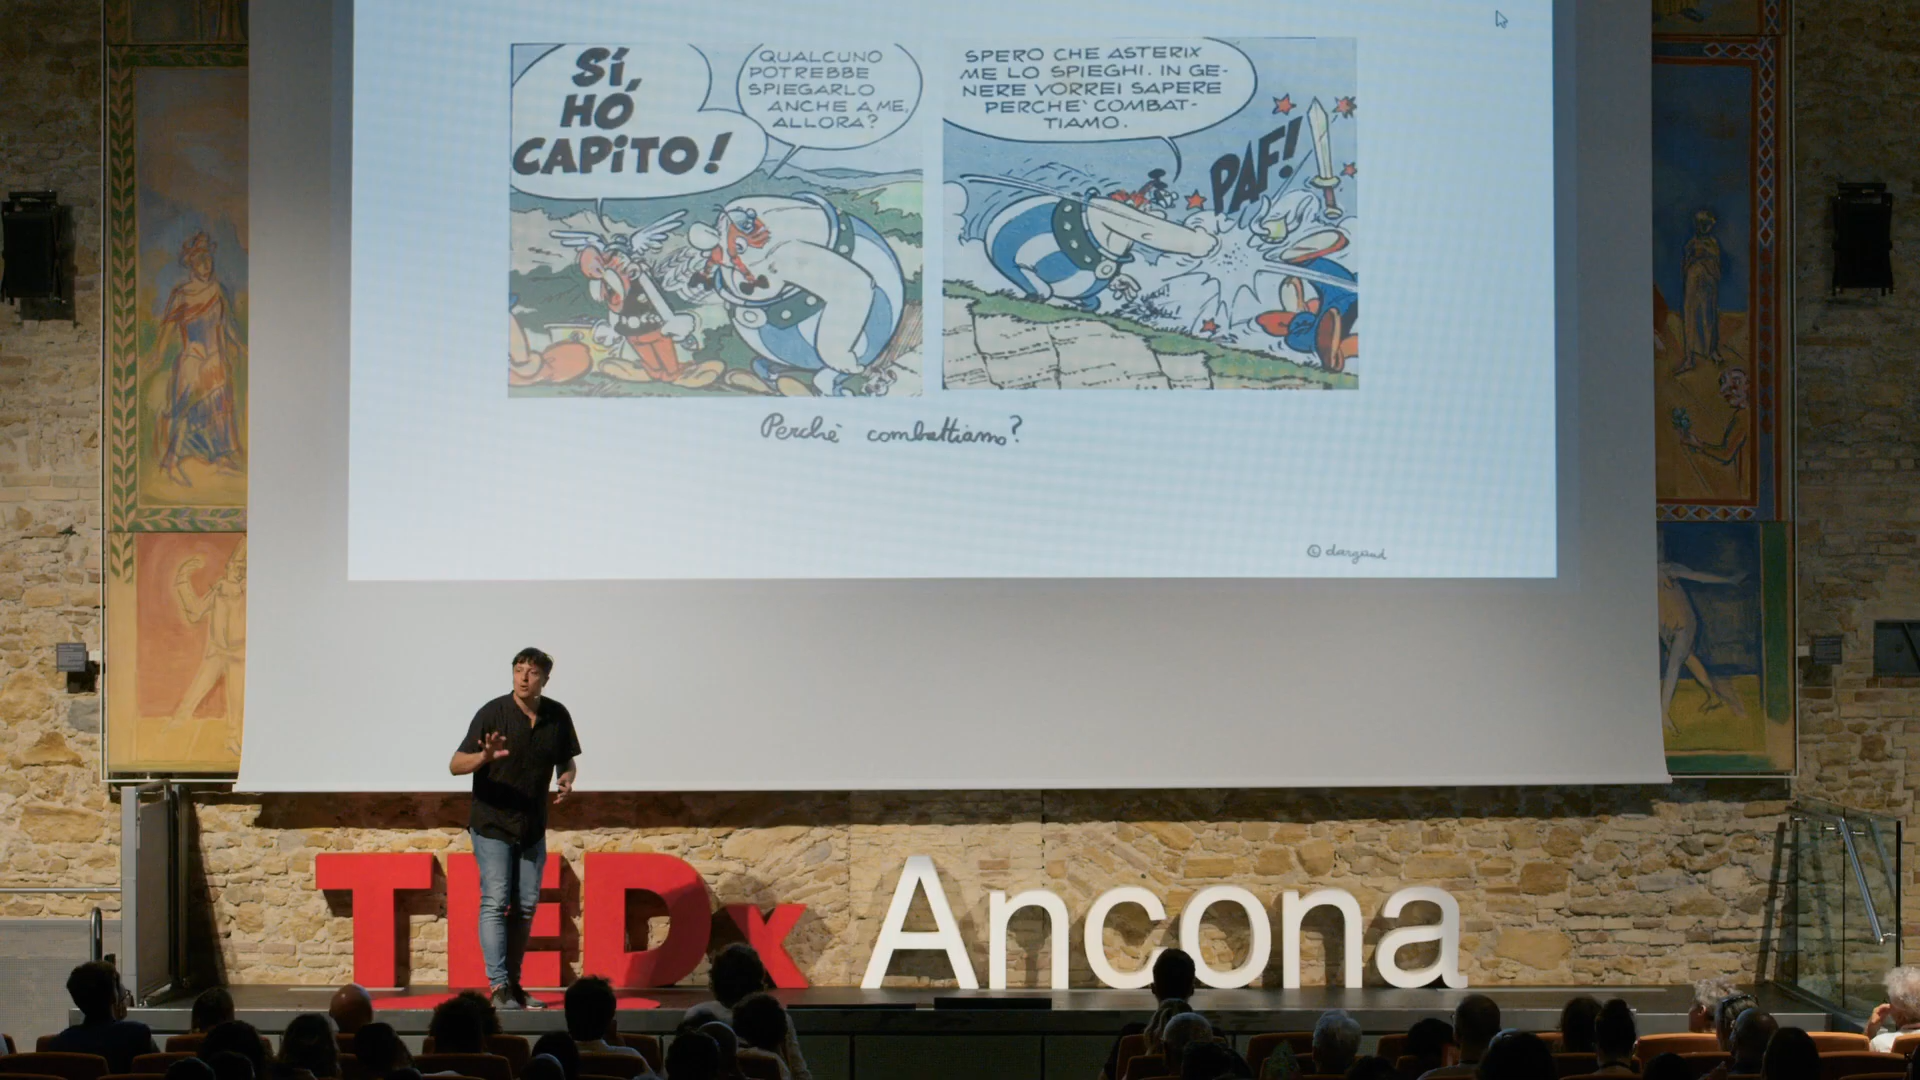 SÍ,
HO
CAPiTO!
QUALCUNO
POTREBBE
SPIEGARLO
ANCHE A ME,
ALLORA?
SPERO CHE ASTERIX
ME LO SPIEGHI. IN GE-
NERE VORREI SAPERE
PERCHE` COMBAT-
TIAMO.
PAF!
Perchè combattiamo?
© dargaud
TEDx Ancona